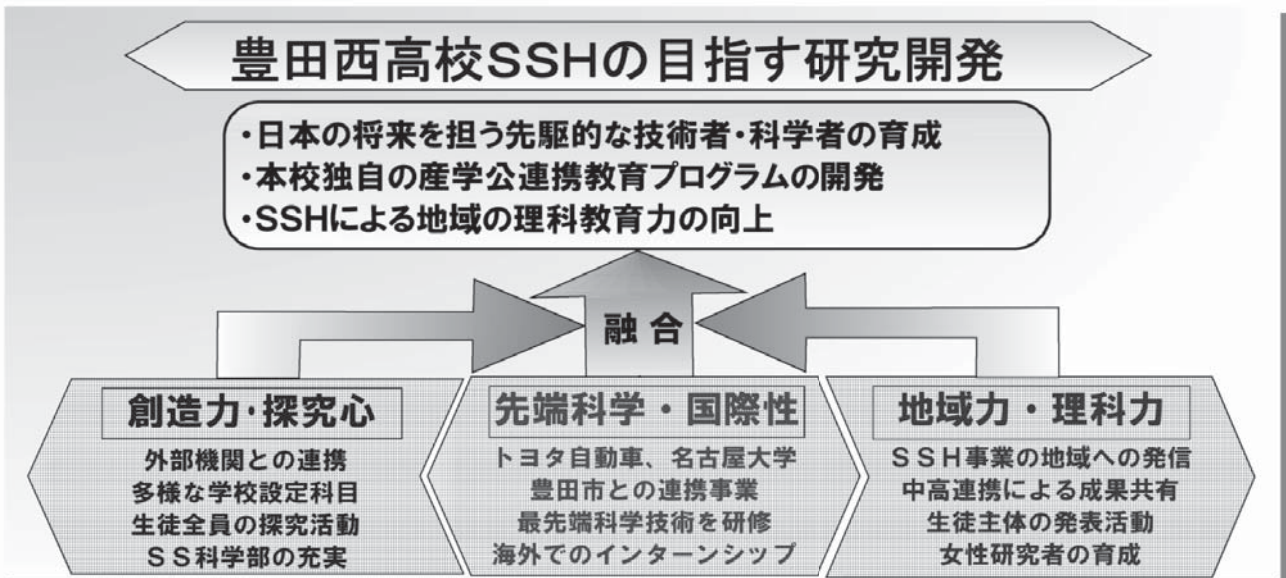 豊田西高校SSHの目指す研究開発
・日本の将来を担う先駆的な技術者・科学者の育成
・本校独自の産学公連携教育プログラムの開発
・SSHによる地域の理科教育力の向上
融合
創造力・探究心
外部機関との連携
多様な学校設定科目
生徒全員の探究活動
SS科学部の充実
先端科学・国際性
トヨタ自動車、名古屋大学
豊田市との連携事業
最先端科学技術を研修
海外でのインターンシップ
地域力・理科力
SSH事業の地域への発信
中高連携による成果共有
生徒主体の発表活動
女性研究者の育成